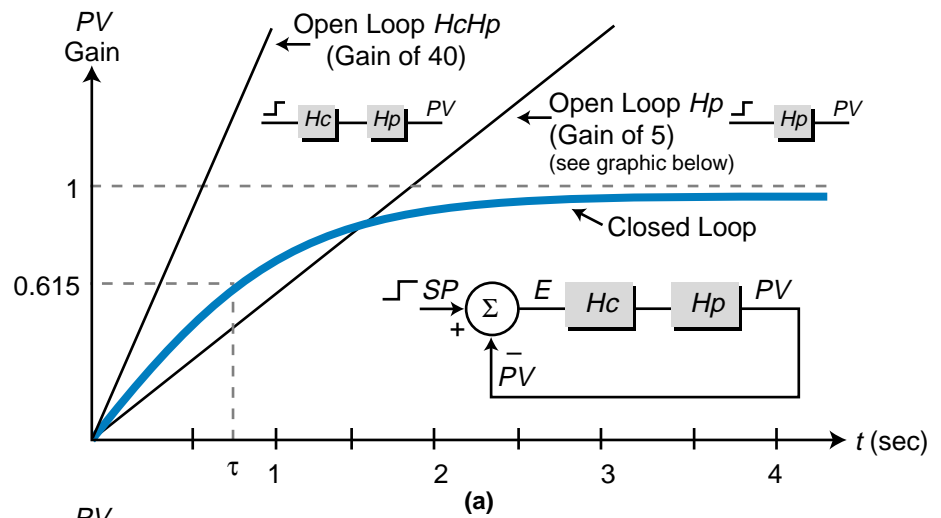 PV
Gain
Open Loop HcHp
(Gain of 40)
Hc
Hp
PV
Open Loop Hp
(Gain of 5)
(see graphic below)
Hp
PV
1
Closed Loop
0.615
SP
+
Σ
E
Hc
Hp
PV
–
PV
τ
1
2
3
4
t (sec)
(a)
PV